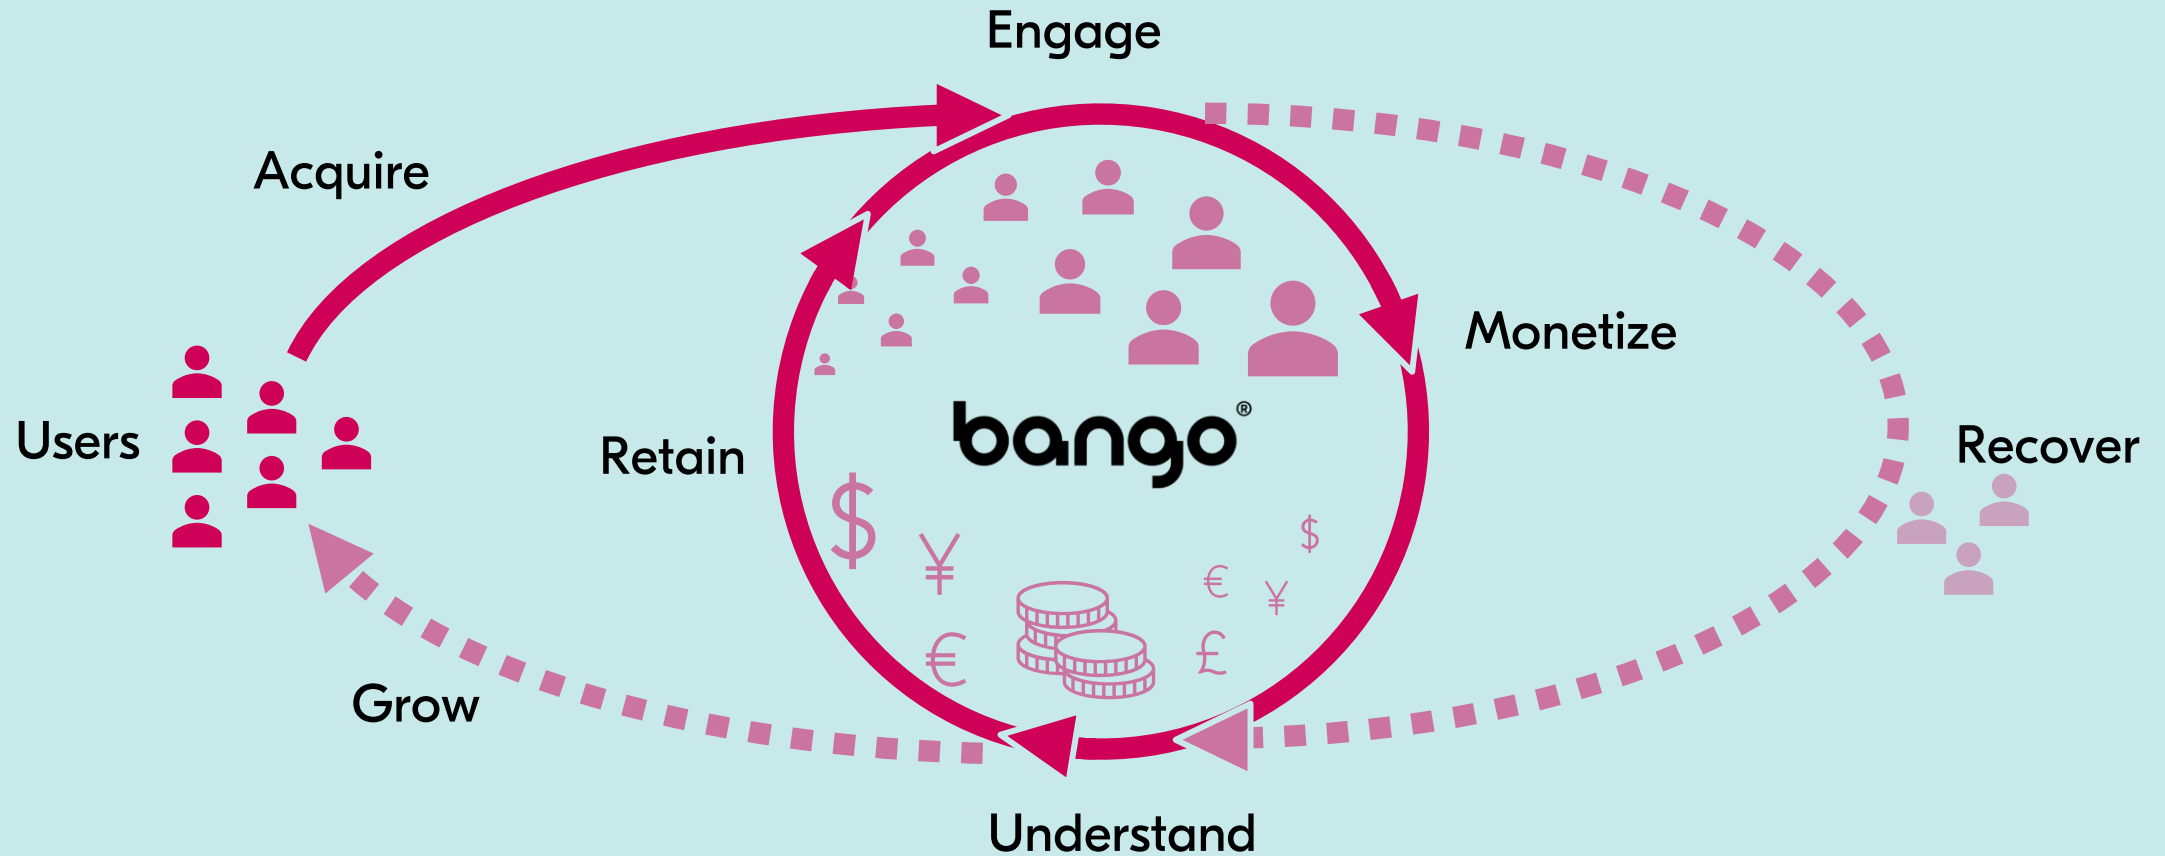 Engage
Acquire
Monetize
Users
Retain
bango®
Recover
$
¥
€
$
€
¥
£
Grow
Understand